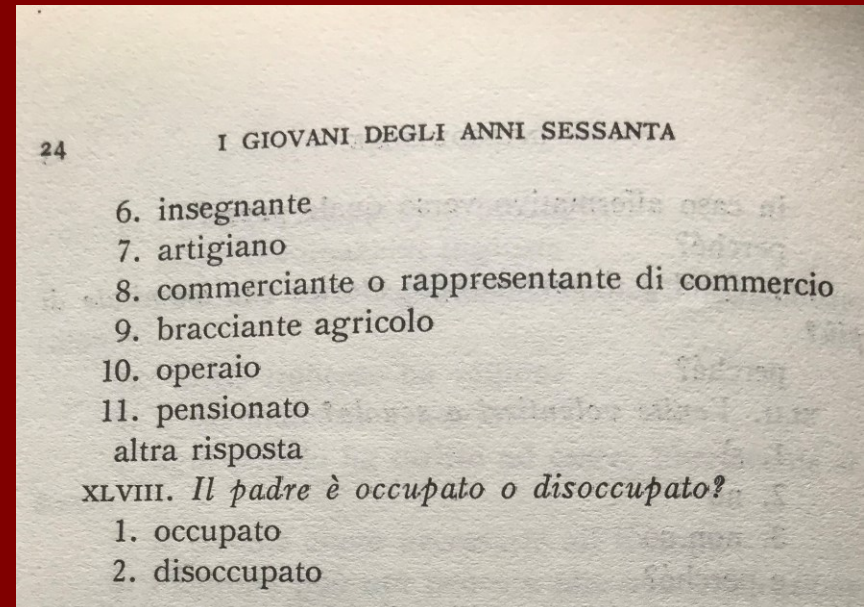 24 I GIOVANI DEGLI ANNI SESSANTA
6. insegnante
7. artigiano
8. commerciante o rappresentante di commercio
9. bracciante agricolo
10. operaio
11. pensionato
altra risposta
XLVIII. Il padre è occupato o disoccupato?
1. occupato
2. disoccupato